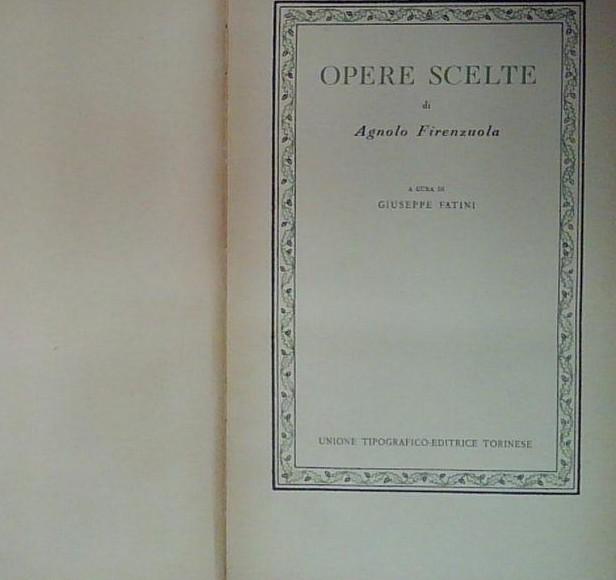 OPERE SCELTE
di
Agnolo Firenzuola
A CURA DI
GIUSEPPE FATINI
UNIONE TIPOGRAFICO-EDITRICE TORINESE